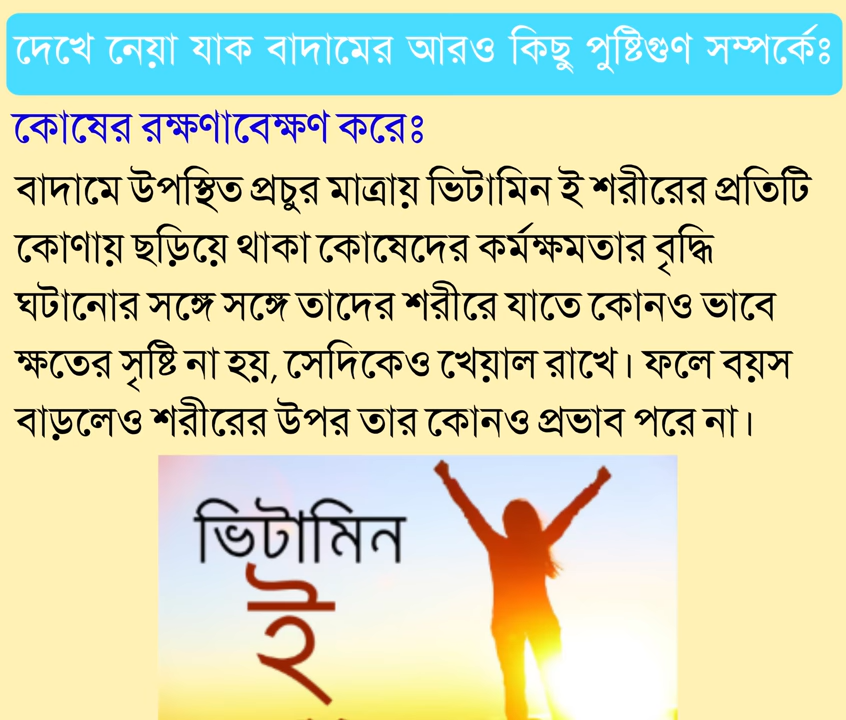 দেখে নেয়া যাক বাদামের আরও কিছু পুষ্টিগুণ সম্পর্কেঃ
কোষের রক্ষণাবেক্ষণ করেঃ
বাদামে উপস্থিত প্রচুর মাত্রায় ভিটামিন ই শরীরের প্রতিটি
কোণায় ছড়িয়ে থাকা কোষেদের কর্মক্ষমতার বৃদ্ধি
ঘটানোর সঙ্গে সঙ্গে তাদের শরীরে যাতে কোনও ভাবে
ক্ষতের সৃষ্টি না হয়, সেদিকেও খেয়াল রাখে। ফলে বয়স
বাড়লেও শরীরের উপর তার কোনও প্রভাব পরে না।
ভিটামিন
ই